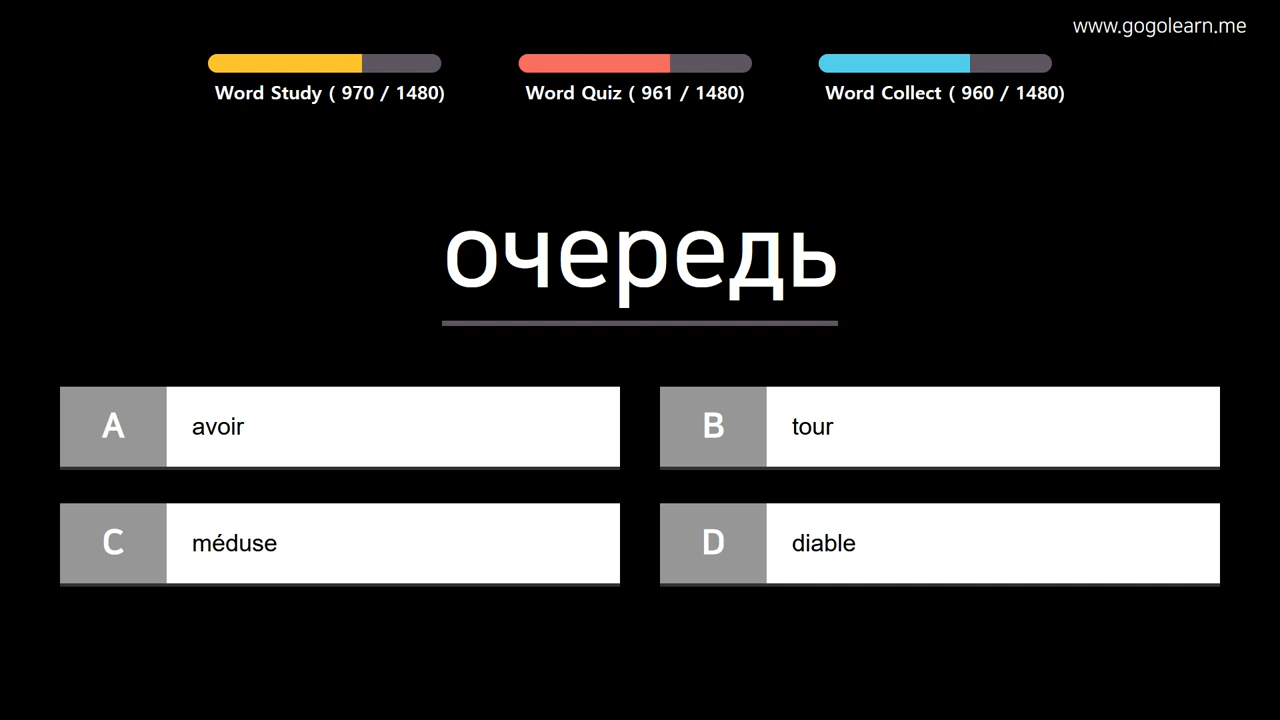 www.gogolearn.me
Word Study ( 970 / 1480)
Word Quiz ( 961 / 1480)
Word Collect ( 960 / 1480)
очередь
A avoir
B tour
C méduse
D diable